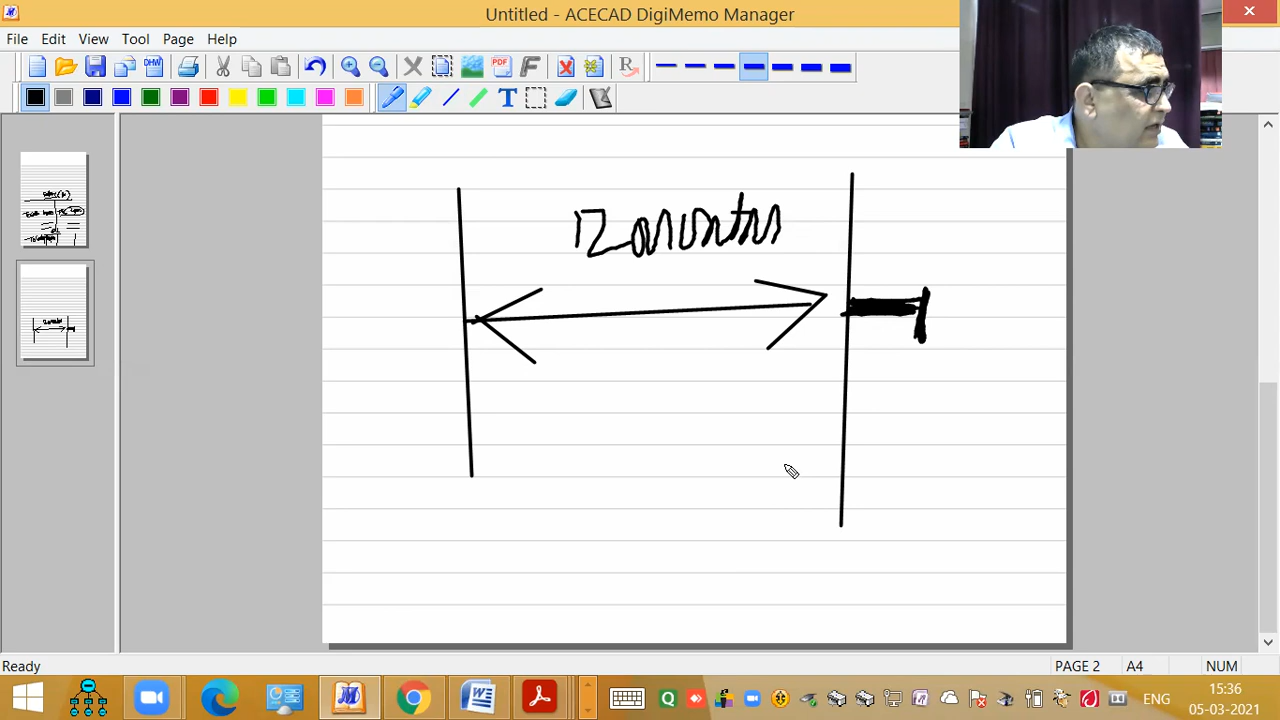 Untitled - ACECAD DigiMemo Manager
File Edit View Tool Page Help
12 months
Ready
PAGE 2 A4 NUM
ENG
15:36
05-03-2021